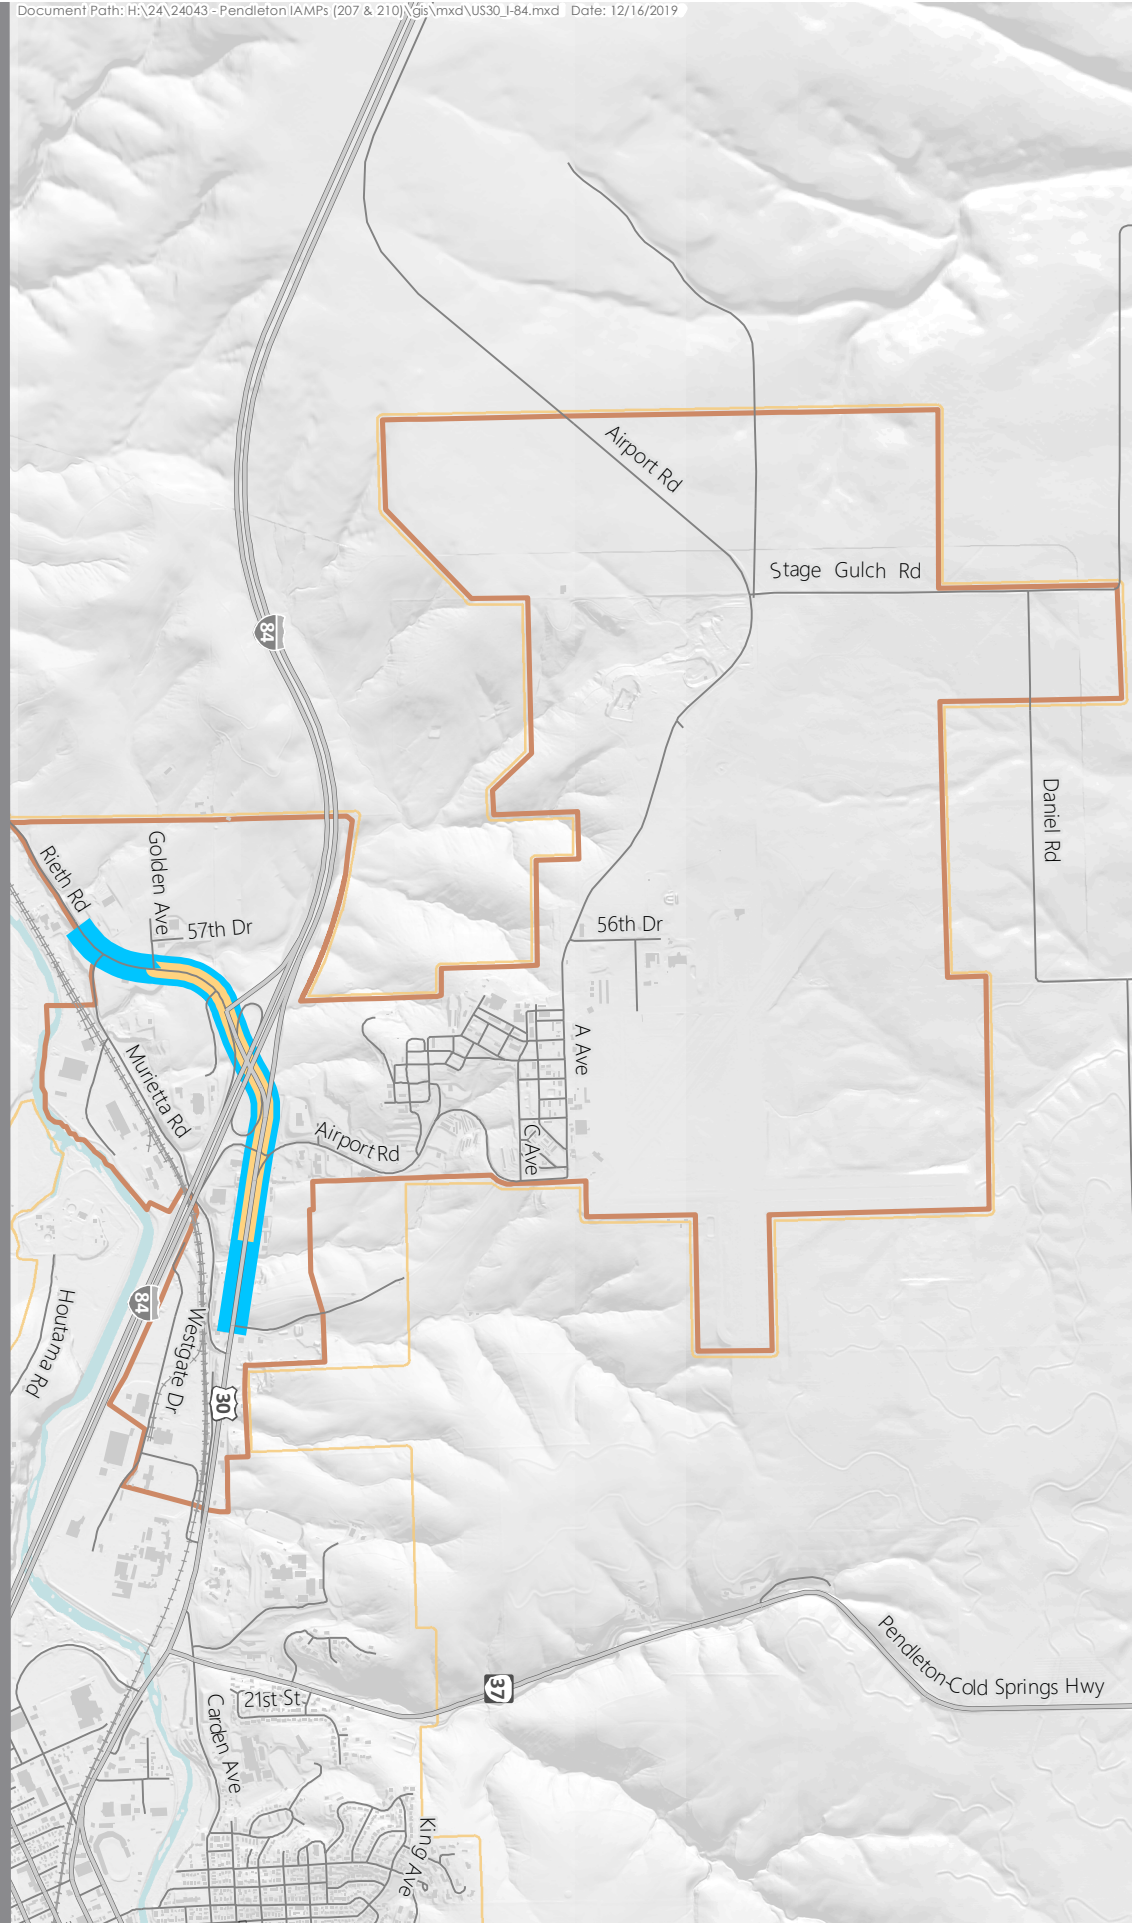 Document Path: H:\24\24043 - Pendleton IAMPs (207 & 210)\gis\mxd\US30_I-84.mxd Date: 12/16/2019
Airport Rd
Stage Gulch Rd
84
Daniel Rd
Golden Ave
Rieth Rd
57th Dr
56th Dr
A Ave
Murietta Rd
Airport Rd
C Ave
84
Houtama Rd
Westgate Dr
30
Pendleton-Cold Springs Hwy
37
21st St
Carden Ave
King Ave